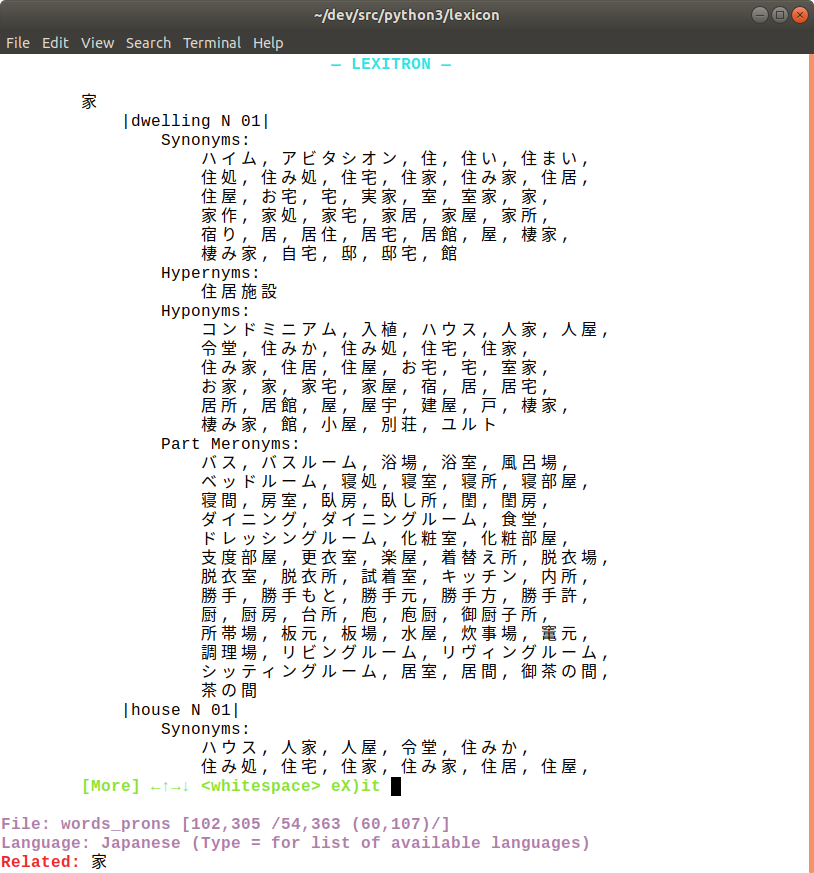 ~/dev/src/python3/lexicon
File Edit View Search Terminal Help
— LEXITRON —
家
|dwelling N 01|
Synonyms:
ハイム, アビタシオン, 住, 住い, 住まい,
住処, 住み処, 住宅, 住家, 住み家, 住居,
住屋, お宅, 宅, 実家, 室, 室家, 家,
家作, 家処, 家宅, 家居, 家屋, 家所,
宿り, 居, 居住, 居宅, 居館, 屋, 棲家,
棲み家, 自宅, 邸, 邸宅, 館
Hypernyms:
住居施設
Hyponyms:
コンドミニアム, 入植, ハウス, 人家, 人屋,
令堂, 住みか, 住み処, 住宅, 住家,
住み家, 住居, 住屋, お宅, 宅, 室家,
お家, 家, 家宅, 家屋, 宿, 居, 居宅,
居所, 居館, 屋, 屋宇, 建屋, 戸, 棲家,
棲み家, 館, 小屋, 別荘, ユルト
Part Meronyms:
バス, バスルーム, 浴場, 浴室, 風呂場,
ベッドルーム, 寝処, 寝室, 寝所, 寝部屋,
寝間, 房室, 臥房, 臥し所, 閨, 閨房,
ダイニング, ダイニングルーム, 食堂,
ドレッシングルーム, 化粧室, 化粧部屋,
支度部屋, 更衣室, 楽屋, 着替え所, 脱衣場,
脱衣室, 脱衣所, 試着室, キッチン, 内所,
勝手, 勝手もと, 勝手元, 勝手方, 勝手許,
厨, 厨房, 台所, 庖, 庖厨, 御厨子所,
所帯場, 板元, 板場, 水屋, 炊事場, 竃元,
調理場, リビングルーム, リヴィングルーム,
シッティングルーム, 居室, 居間, 御茶の間,
茶の間
|house N 01|
Synonyms:
ハウス, 人家, 人屋, 令堂, 住みか,
住み処, 住宅, 住家, 住み家, 住居, 住屋,
[More] ←↑→↓ <whitespace> eX)it
File: words_prons [102,305 /54,363 (60,107)/]
Language: Japanese (Type = for list of available languages)
Related: 家